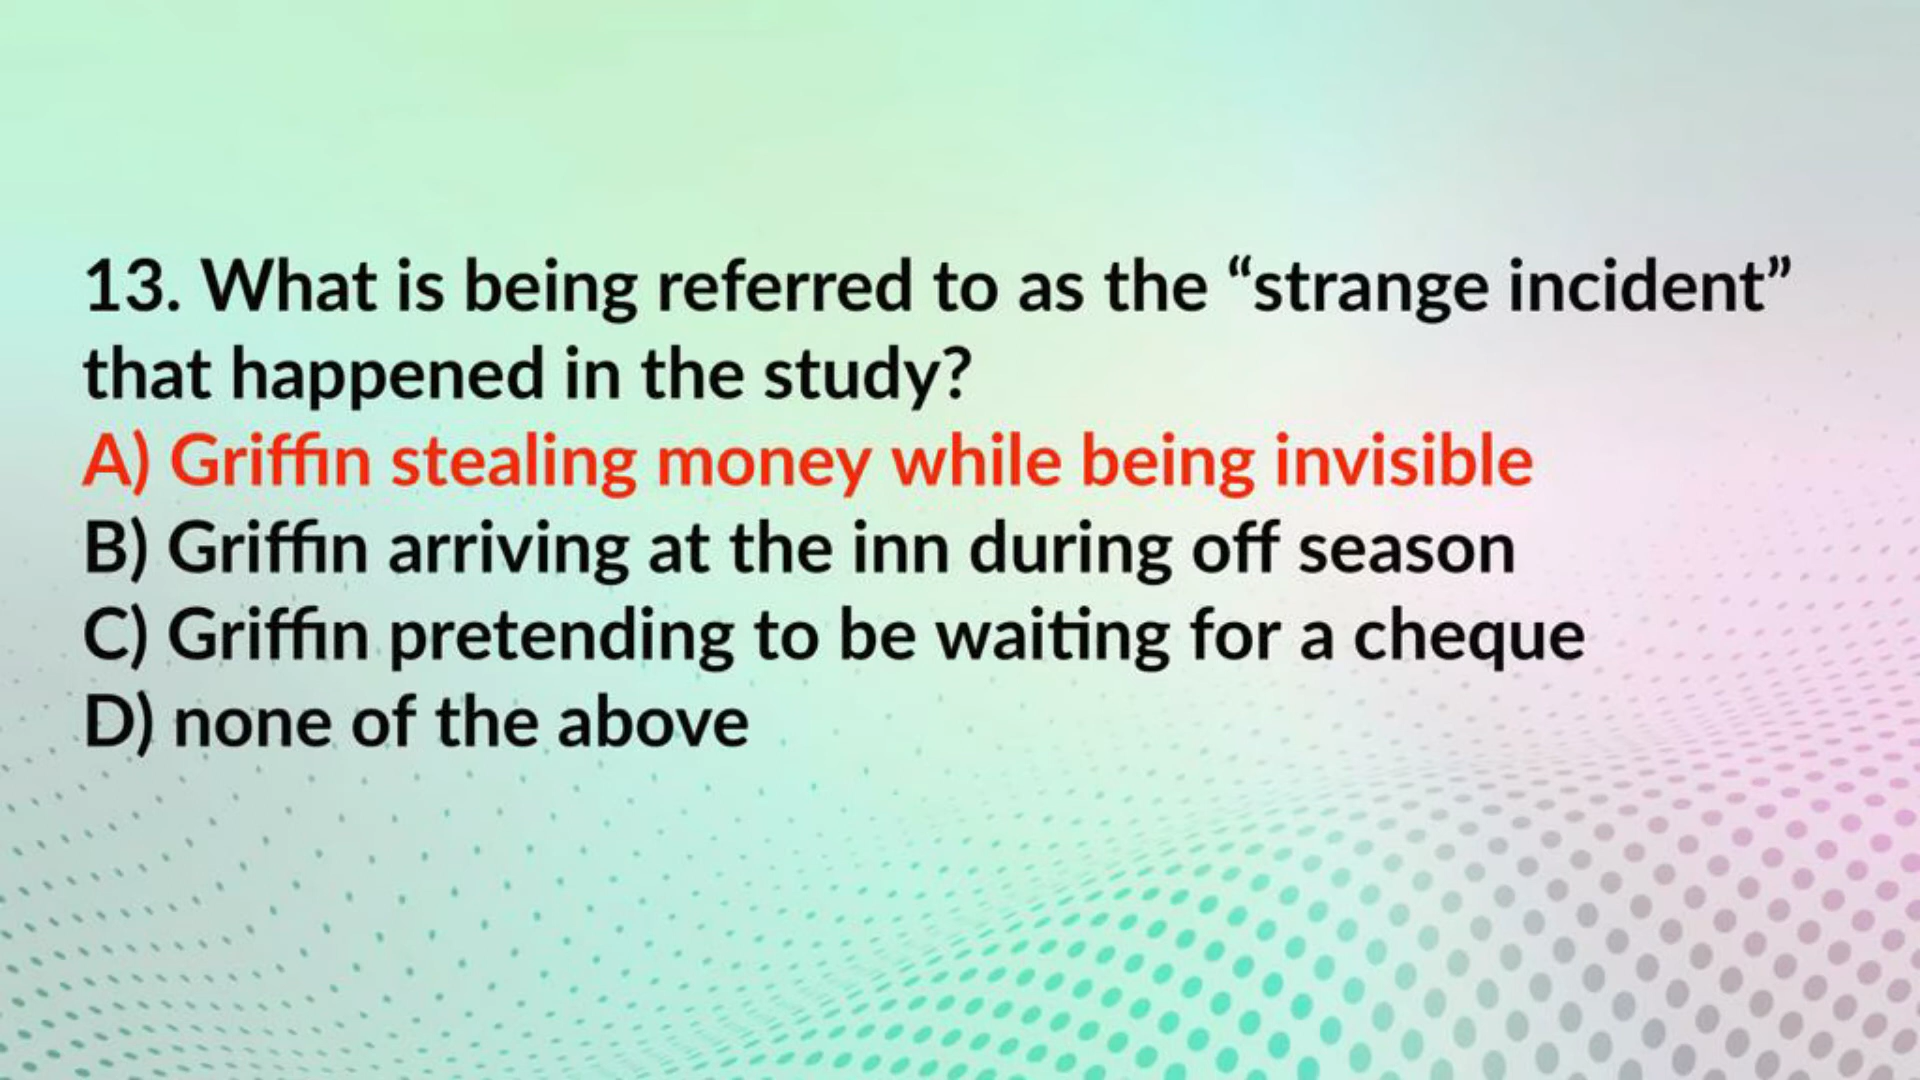 13. What is being referred to as the “strange incident”
that happened in the study?
A) Griffin stealing money while being invisible
B) Griffin arriving at the inn during off season
C) Griffin pretending to be waiting for a cheque
D) none of the above